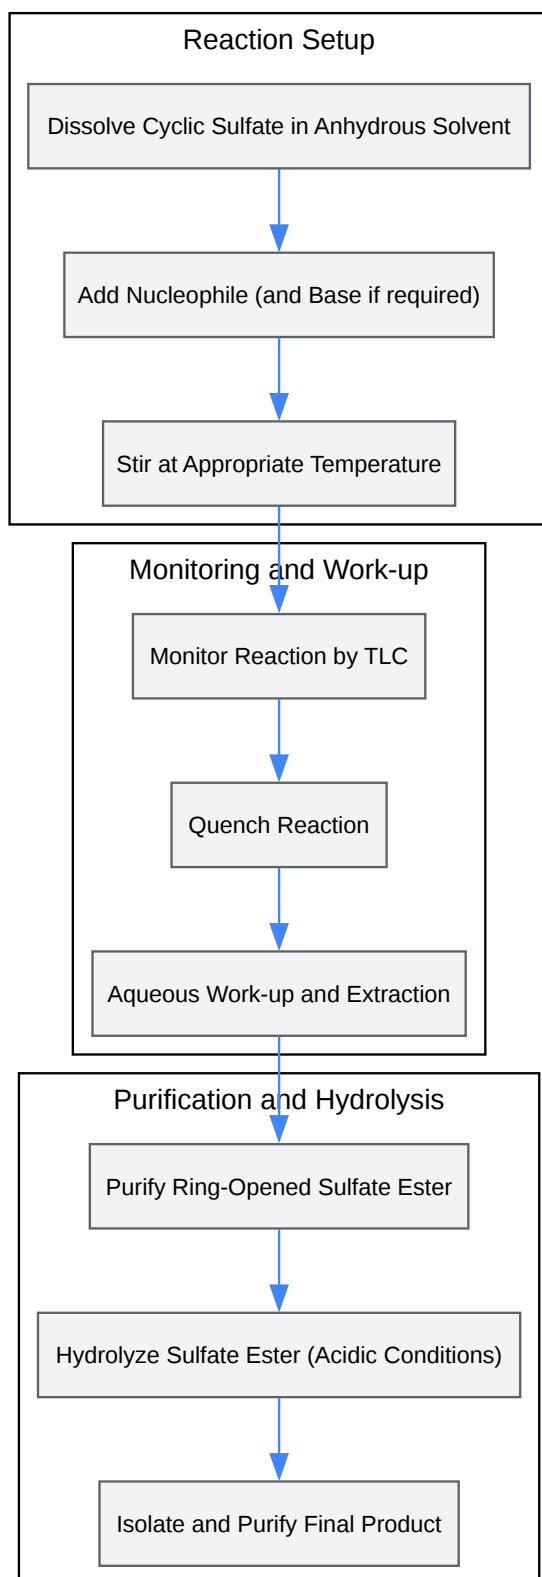 Reaction Setup
Dissolve Cyclic Sulfate in Anhydrous Solvent
Add Nucleophile (and Base if required)
Stir at Appropriate Temperature
Monitoring and Work-up
Monitor Reaction by TLC
Quench Reaction
Aqueous Work-up and Extraction
Purification and Hydrolysis
Purify Ring-Opened Sulfate Ester
Hydrolyze Sulfate Ester (Acidic Conditions)
Isolate and Purify Final Product